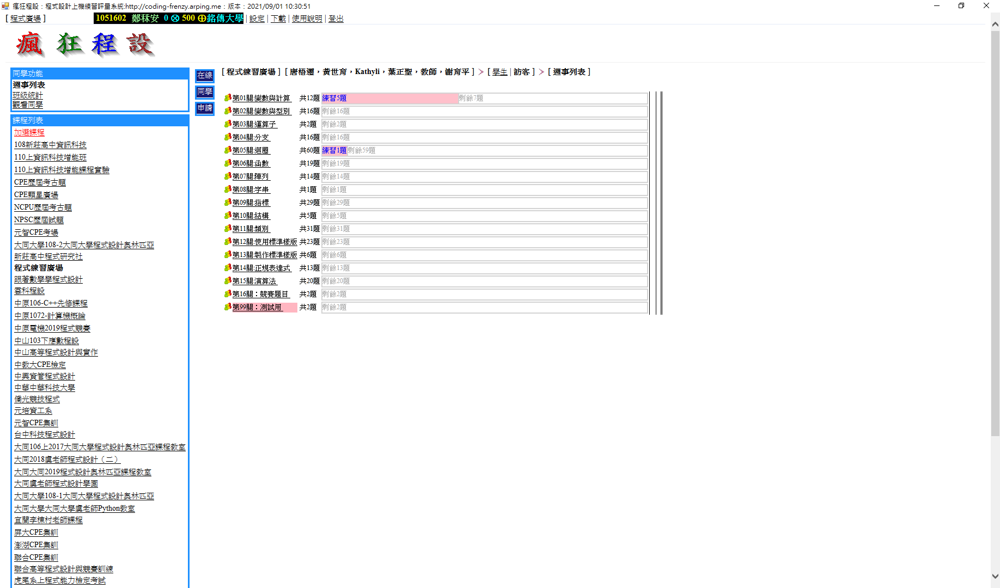 瘋狂程設：程式設計上機練習評量系統:http://coding-frenzy.arping.me：版本：2021/09/01 10:30:51
[ 程式廣場 ] 1051602 鄭秝安 0 ⊗ 500 ⊕銘傳大學 | 設定 | 下載 | 使用說明 | 登出
瘋 狂 程 設
同學功能
週事列表
班級統計
觀看同學
課程列表
加選課程
108新莊高中資訊科技
110上資訊科技增能班
110上資訊科技增能課程實驗
CPE歷屆考古題
CPE顆星廣場
NCPU歷屆考古題
NPSC歷屆試題
元智CPE考場
大同大學108-2大同大學程式設計奧林匹亞
新莊高中程式研究社
程式練習廣場
跟著數學學程式設計
雲科程設
中原106-C++先修課程
中原1072-計算機概論
中原電機2019程式競賽
中山103下應數程設
中山高等程式設計與實作
中教大CPE檢定
中興資管程式設計
中華中華科技大學
僑光競技程式
元培資工系
元智CPE集訓
台中科技程式設計
大同106上2017大同大學程式設計奧林匹亞課程教室
大同2018虞老師程式設計（二）
大同大同2019程式設計奧林匹亞課程教室
大同虞老師程式設計學園
大同大學108-1大同大學程式設計奧林匹亞
大同大學大同大學虞老師Python教室
宜蘭李棟村老師課程
屏大CPE集訓
澎湖CPE集訓
聯合CPE集訓
聯合高等程式設計與競賽訓練
虎尾系上程式能力檢定考試
在線
同學
申請
[ 程式練習廣場 ] [ 唐梧遷，黃世育，Kathyli，葉正聖，教師，謝育平 ] > [ 學生 | 訪客 ] > [ 週事列表 ]
第01關:變數與計算 共12題 練習5題 剩餘7題
第02關:變數與型別 共16題 剩餘16題
第03關:運算子 共2題 剩餘2題
第04關:分支 共16題 剩餘16題
第05關:迴圈 共60題 練習1題 剩餘59題
第06關:函數 共19題 剩餘19題
第07關:陣列 共14題 剩餘14題
第08關:字串 共1題 剩餘1題
第09關:指標 共29題 剩餘29題
第10關:結構 共5題 剩餘5題
第11關:類別 共31題 剩餘31題
第12關:使用標準樣版 共23題 剩餘23題
第13關:製作標準樣版 共6題 剩餘6題
第14關:正規表達式 共13題 剩餘13題
第15關:演算法 共20題 剩餘20題
第16關：競賽題目 共2題 剩餘2題
第99關：測試用 共2題 剩餘2題